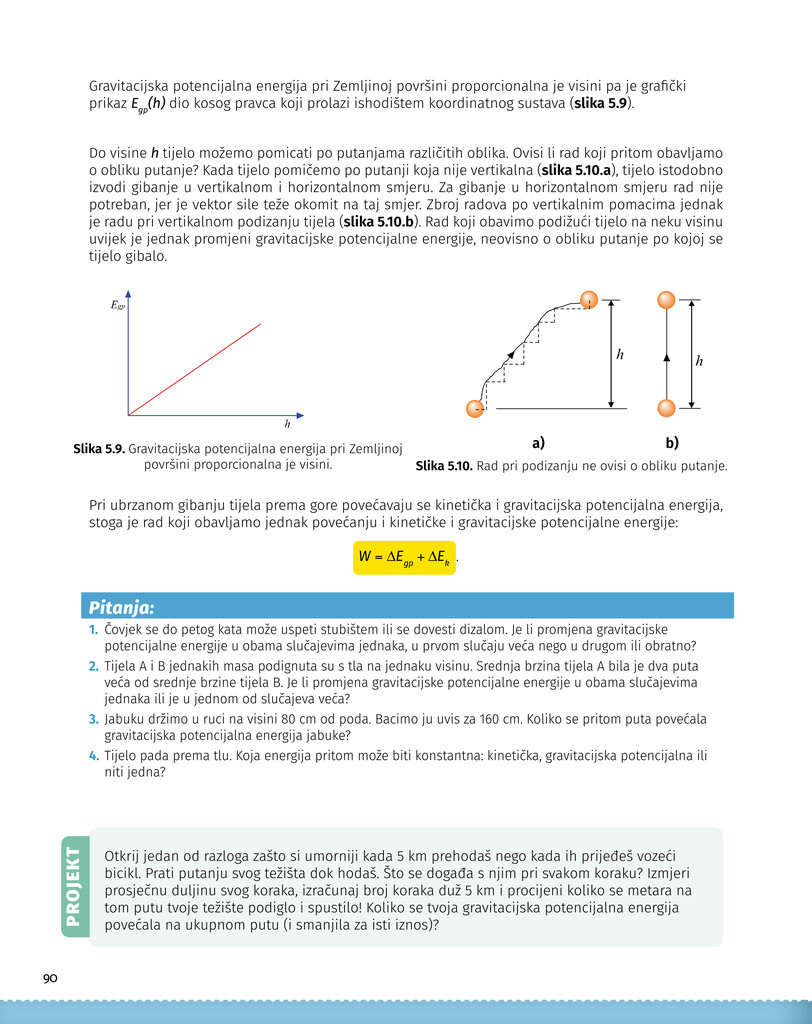 Gravitacijska potencijalna energija pri Zemljinoj površini proporcionalna je visini pa je grafički
prikaz Egp(h) dio kosog pravca koji prolazi ishodištem koordinatnog sustava (slika 5.9).
Do visine h tijelo možemo pomicati po putanjama različitih oblika. Ovisi li rad koji pritom obavljamo
o obliku putanje? Kada tijelo pomičemo po putanji koja nije vertikalna (slika 5.10.a), tijelo istodobno
izvodi gibanje u vertikalnom i horizontalnom smjeru. Za gibanje u horizontalnom smjeru rad nije
potreban, jer je vektor sile teže okomit na taj smjer. Zbroj radova po vertikalnim pomacima jednak
je radu pri vertikalnom podizanju tijela (slika 5.10.b). Rad koji obavimo podižući tijelo na neku visinu
uvijek je jednak promjeni gravitacijske potencijalne energije, neovisno o obliku putanje po kojoj se
tijelo gibalo.
Egp
h
Slika 5.9. Gravitacijska potencijalna energija pri Zemljinoj
površini proporcionalna je visini.
h
h
a)
b)
Slika 5.10. Rad pri podizanju ne ovisi o obliku putanje.
Pri ubrzanom gibanju tijela prema gore povećavaju se kinetička i gravitacijska potencijalna energija,
stoga je rad koji obavljamo jednak povećanju i kinetičke i gravitacijske potencijalne energije:
W = ΔEgp + ΔEk .
Pitanja:
1. Čovjek se do petog kata može uspeti stubištem ili se dovesti dizalom. Je li promjena gravitacijske
potencijalne energije u obama slučajevima jednaka, u prvom slučaju veća nego u drugom ili obratno?
2. Tijela A i B jednakih masa podignuta su s tla na jednaku visinu. Srednja brzina tijela A bila je dva puta
veća od srednje brzine tijela B. Je li promjena gravitacijske potencijalne energije u obama slučajevima
jednaka ili je u jednom od slučajeva veća?
3. Jabuku držimo u ruci na visini 80 cm od poda. Bacimo ju uvis za 160 cm. Koliko se pritom puta povećala
gravitacijska potencijalna energija jabuke?
4. Tijelo pada prema tlu. Koja energija pritom može biti konstantna: kinetička, gravitacijska potencijalna ili
niti jedna?
PROJEKT
Otkrij jedan od razloga zašto si umorniji kada 5 km prehodaš nego kada ih prijeđeš vozeći
bicikl. Prati putanju svog težišta dok hodaš. Što se događa s njim pri svakom koraku? Izmjeri
prosječnu duljinu svog koraka, izračunaj broj koraka duž 5 km i procijeni koliko se metara na
tom putu tvoje težište podiglo i spustilo! Koliko se tvoja gravitacijska potencijalna energija
povećala na ukupnom putu (i smanjila za isti iznos)?
90